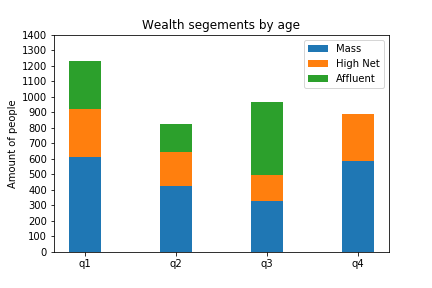 Wealth segements by age
1400
1300
1200
1100
1000
900
800
700
600
500
400
300
200
100
0
Amount of people
Mass
High Net
Affluent
q1 q2 q3 q4